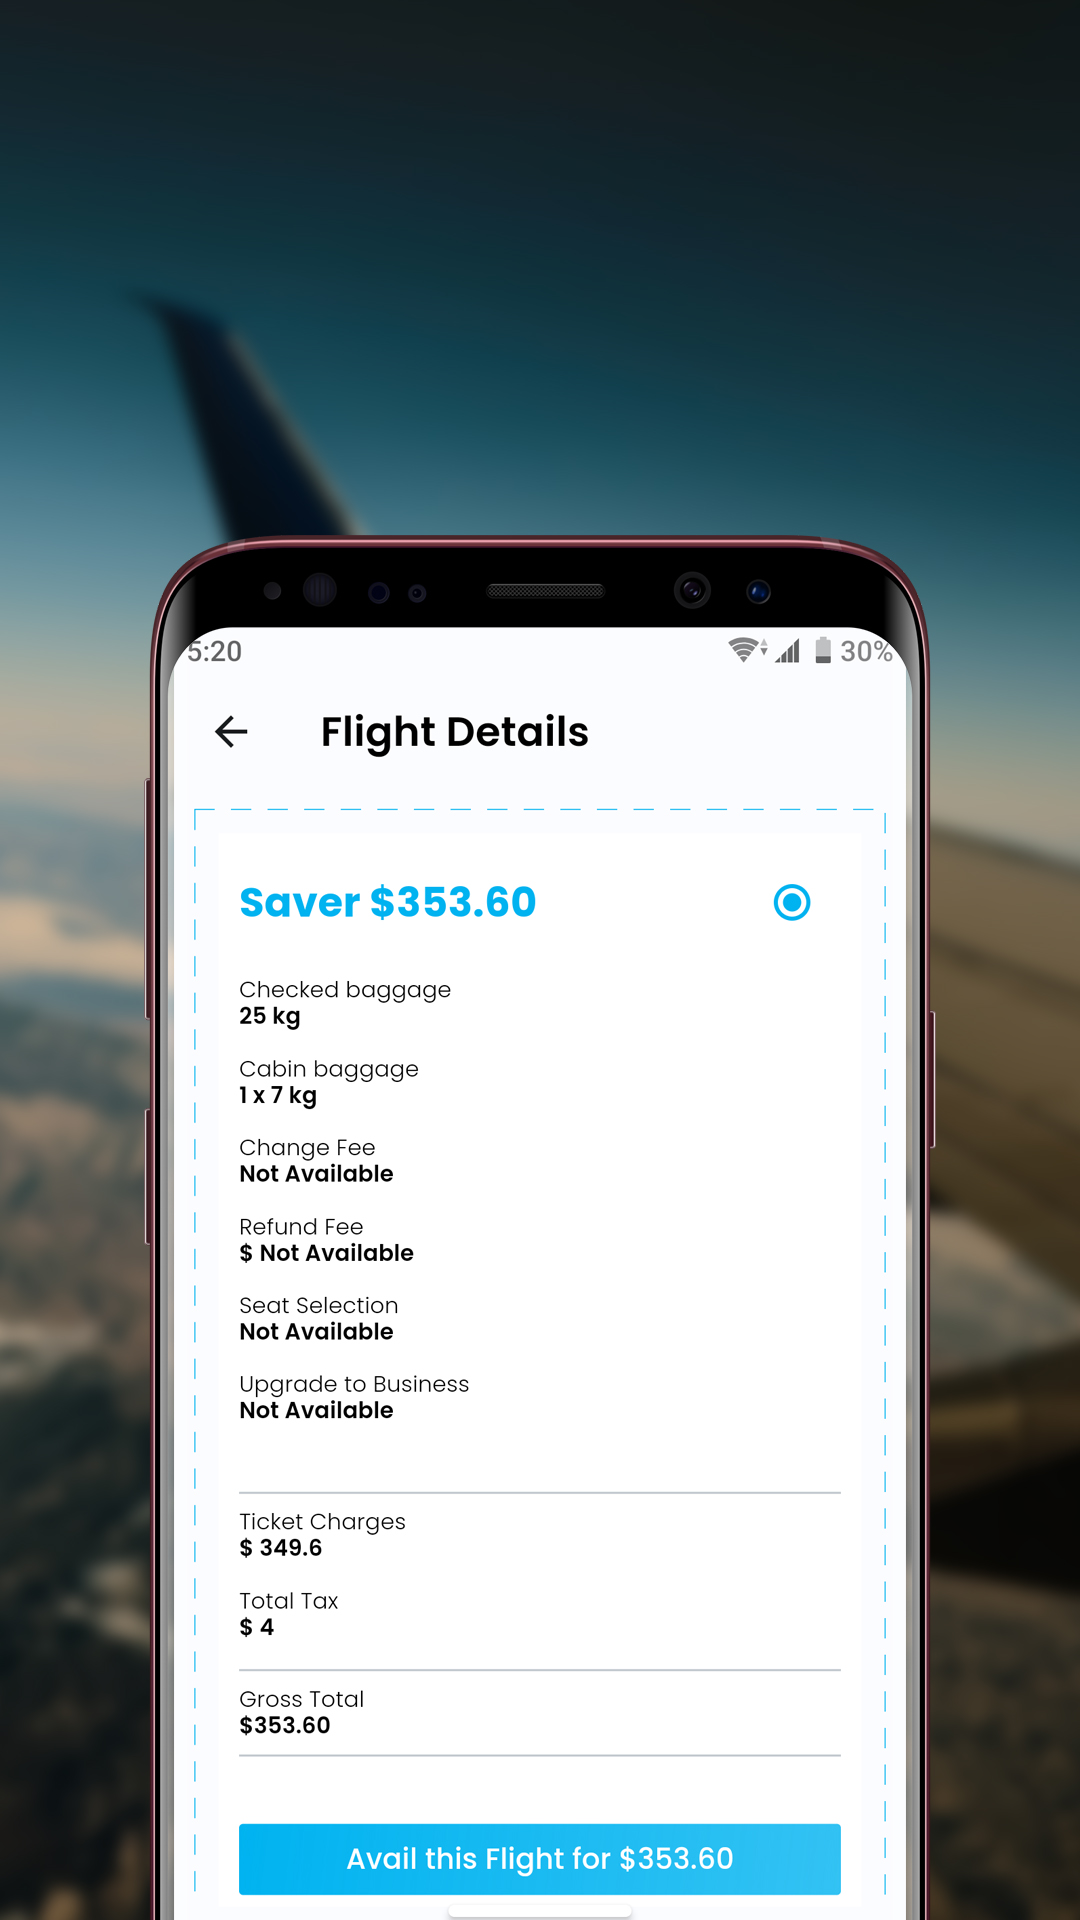 5:20
30%
Flight Details
Saver $353.60
Checked baggage
25 kg
Cabin baggage
1 x 7 kg
Change Fee
Not Available
Refund Fee
$ Not Available
Seat Selection
Not Available
Upgrade to Business
Not Available
Ticket Charges
$ 349.6
Total Tax
$ 4
Gross Total
$353.60
Avail this Flight for $353.60